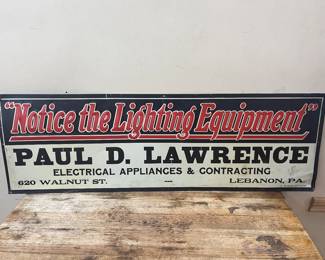 "Notice the Lighting Equipment"
PAUL D. LAWRENCE
ELECTRICAL APPLIANCES & CONTRACTING
620 WALNUT ST. — LEBANON, PA.